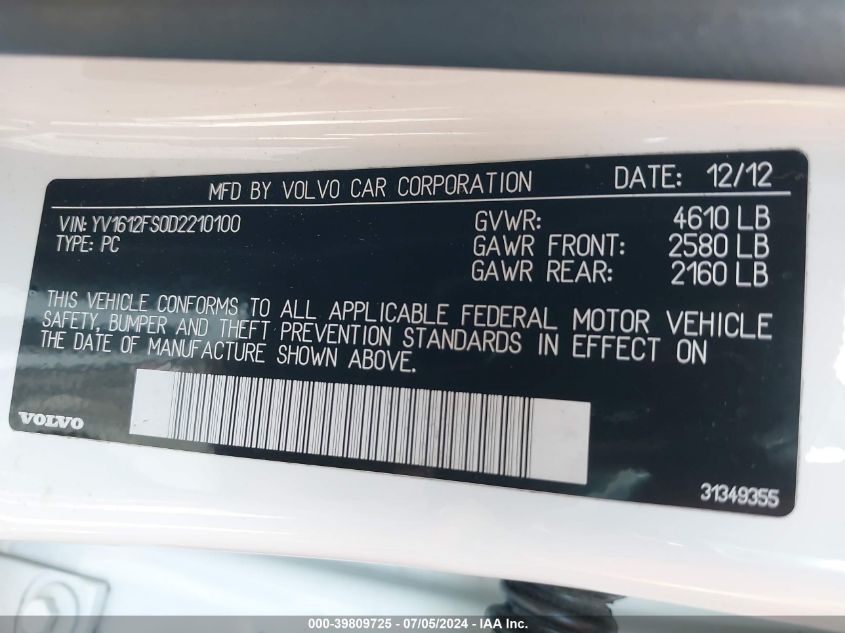 MFD BY VOLVO CAR CORPORATION DATE: 12/12
VIN: YV1612FS0D2210100 GVWR: 4610 LB
TYPE: PC GAWR FRONT: 2580 LB
GAWR REAR: 2160 LB
THIS VEHICLE CONFORMS TO ALL APPLICABLE FEDERAL MOTOR VEHICLE
SAFETY, BUMPER AND THEFT PREVENTION STANDARDS IN EFFECT ON
THE DATE OF MANUFACTURE SHOWN ABOVE.
VOLVO
31349355
000-39809725 - 07/05/2024 - IAA Inc.